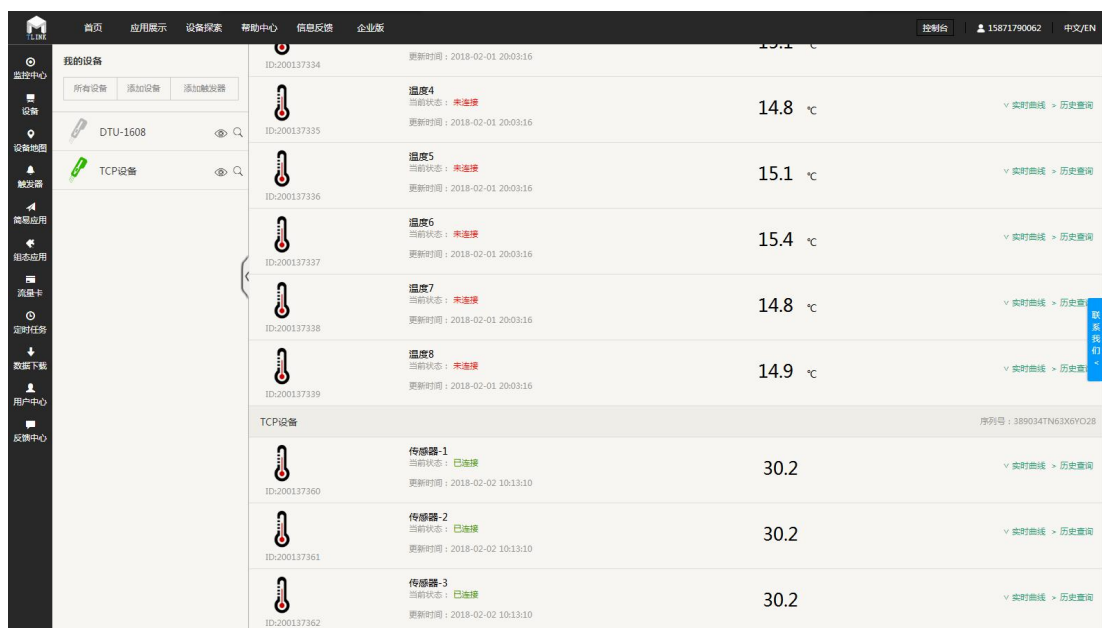 TLINK
首页 应用展示 设备探索 帮助中心 信息反馈 企业版 控制台 15871790062 中文/EN
监控中心
设备
设备地图
触发器
简易应用
组态应用
流量卡
定时任务
数据下载
用户中心
反馈中心
我的设备
所有设备 添加设备 添加触发器
DTU-1608
TCP设备
ID:200137334
更新时间：2018-02-01 20:03:16
15.1 ℃
温度4
当前状态：未连接
更新时间：2018-02-01 20:03:16
ID:200137335
14.8 ℃
∨ 实时曲线 > 历史查询
温度5
当前状态：未连接
更新时间：2018-02-01 20:03:16
ID:200137336
15.1 ℃
∨ 实时曲线 > 历史查询
温度6
当前状态：未连接
更新时间：2018-02-01 20:03:16
ID:200137337
15.4 ℃
∨ 实时曲线 > 历史查询
温度7
当前状态：未连接
更新时间：2018-02-01 20:03:16
ID:200137338
14.8 ℃
∨ 实时曲线 > 历史查询
温度8
当前状态：未连接
更新时间：2018-02-01 20:03:16
ID:200137339
14.9 ℃
∨ 实时曲线 > 历史查询
联系我们 <
TCP设备 序列号：389034TN63X6YO28
传感器-1
当前状态：已连接
更新时间：2018-02-02 10:13:10
ID:200137360
30.2
∨ 实时曲线 > 历史查询
传感器-2
当前状态：已连接
更新时间：2018-02-02 10:13:10
ID:200137361
30.2
∨ 实时曲线 > 历史查询
传感器-3
当前状态：已连接
更新时间：2018-02-02 10:13:10
ID:200137362
30.2
∨ 实时曲线 > 历史查询